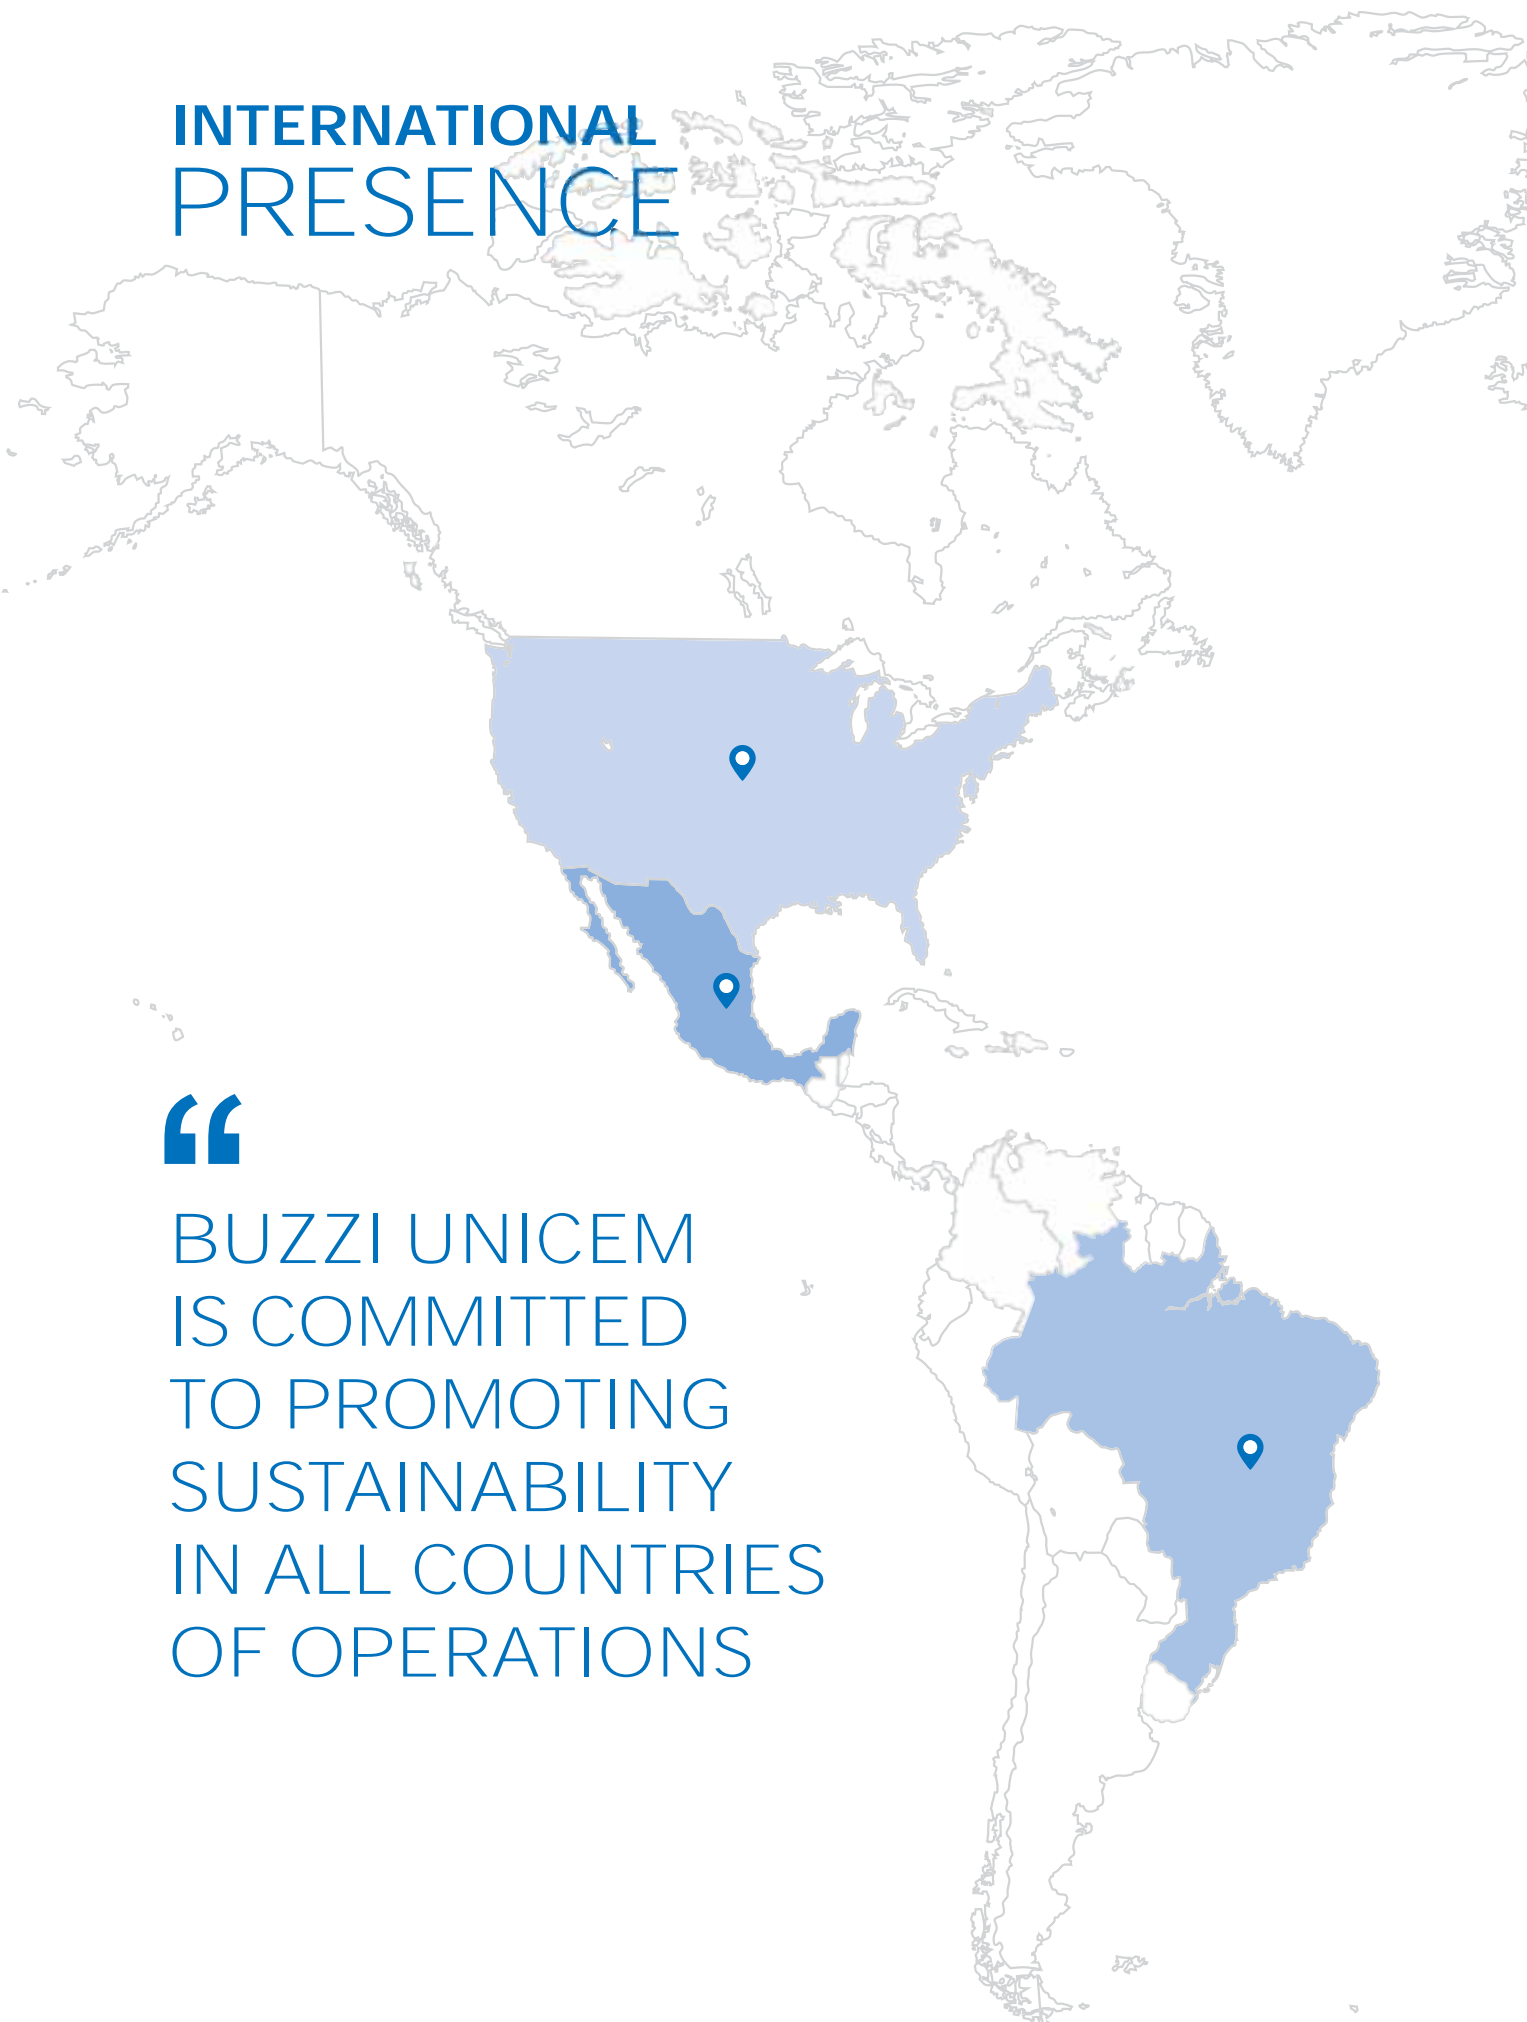 INTERNATIONAL
PRESENCE
“
BUZZI UNICEM
IS COMMITTED
TO PROMOTING
SUSTAINABILITY
IN ALL COUNTRIES
OF OPERATIONS